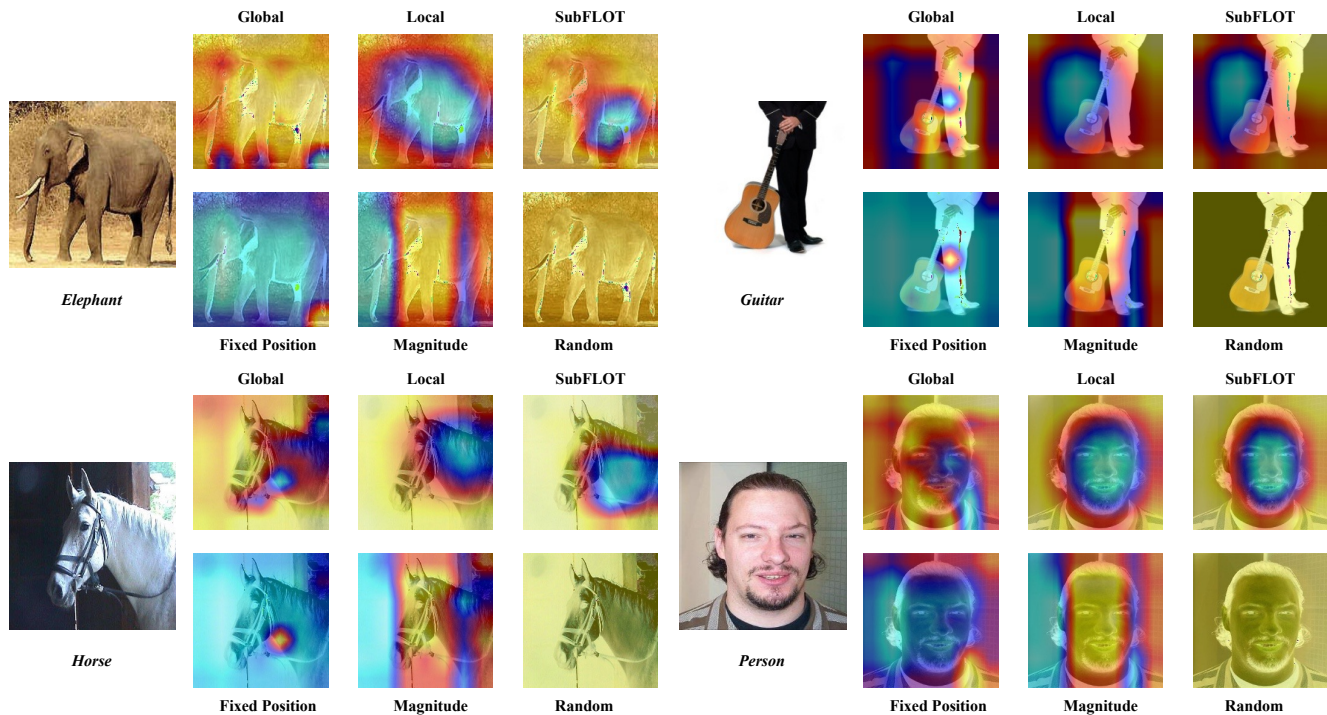 Global Local SubFLOT
Elephant
Fixed Position Magnitude Random
Global Local SubFLOT
Guitar
Fixed Position Magnitude Random
Global Local SubFLOT
Horse
Fixed Position Magnitude Random
Global Local SubFLOT
Person
Fixed Position Magnitude Random